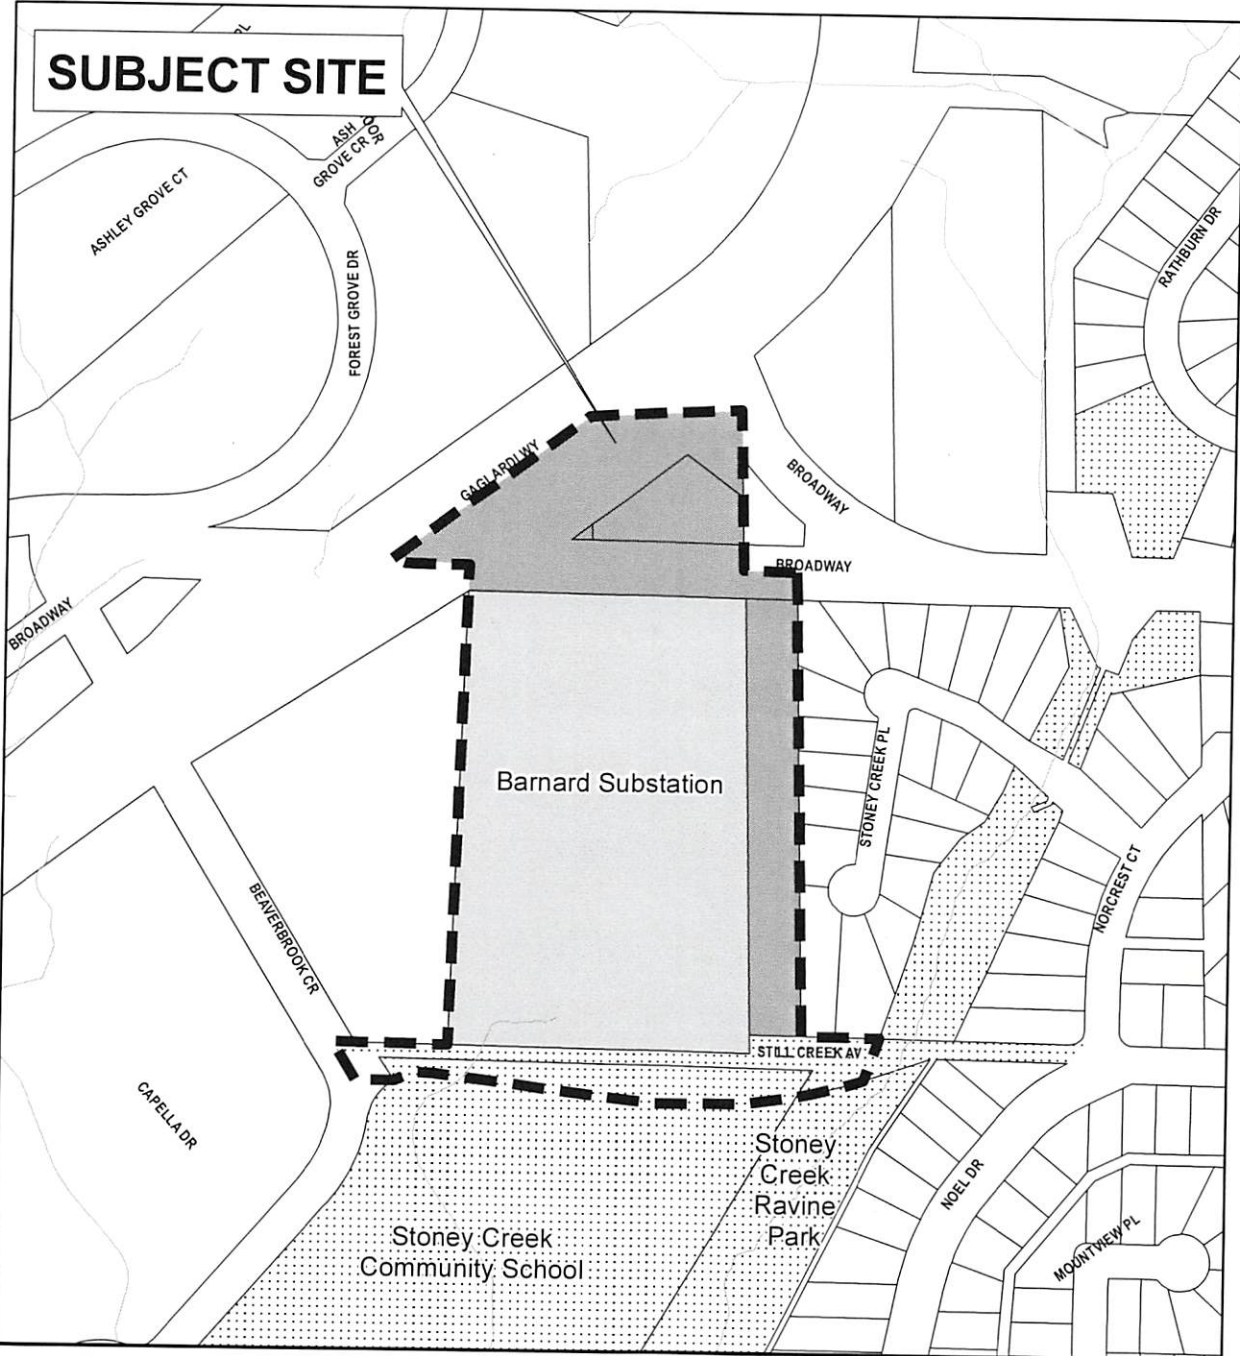 PL
SUBJECT SITE
ASH
GROVE CR
ASHLEY GROVE CT
FOREST GROVE DR
RATHBURN DR
GAGLARDI WY
BROADWAY
BROADWAY
BROADWAY
Barnard Substation
STONEY CREEK PL
NORCREST CT
BEAVERBROOK CR
STILL CREEK AV
CAPELLA DR
Stoney
Creek
Ravine
Park
NOEL DR
MOUNTVIEW PL
Stoney Creek
Community School